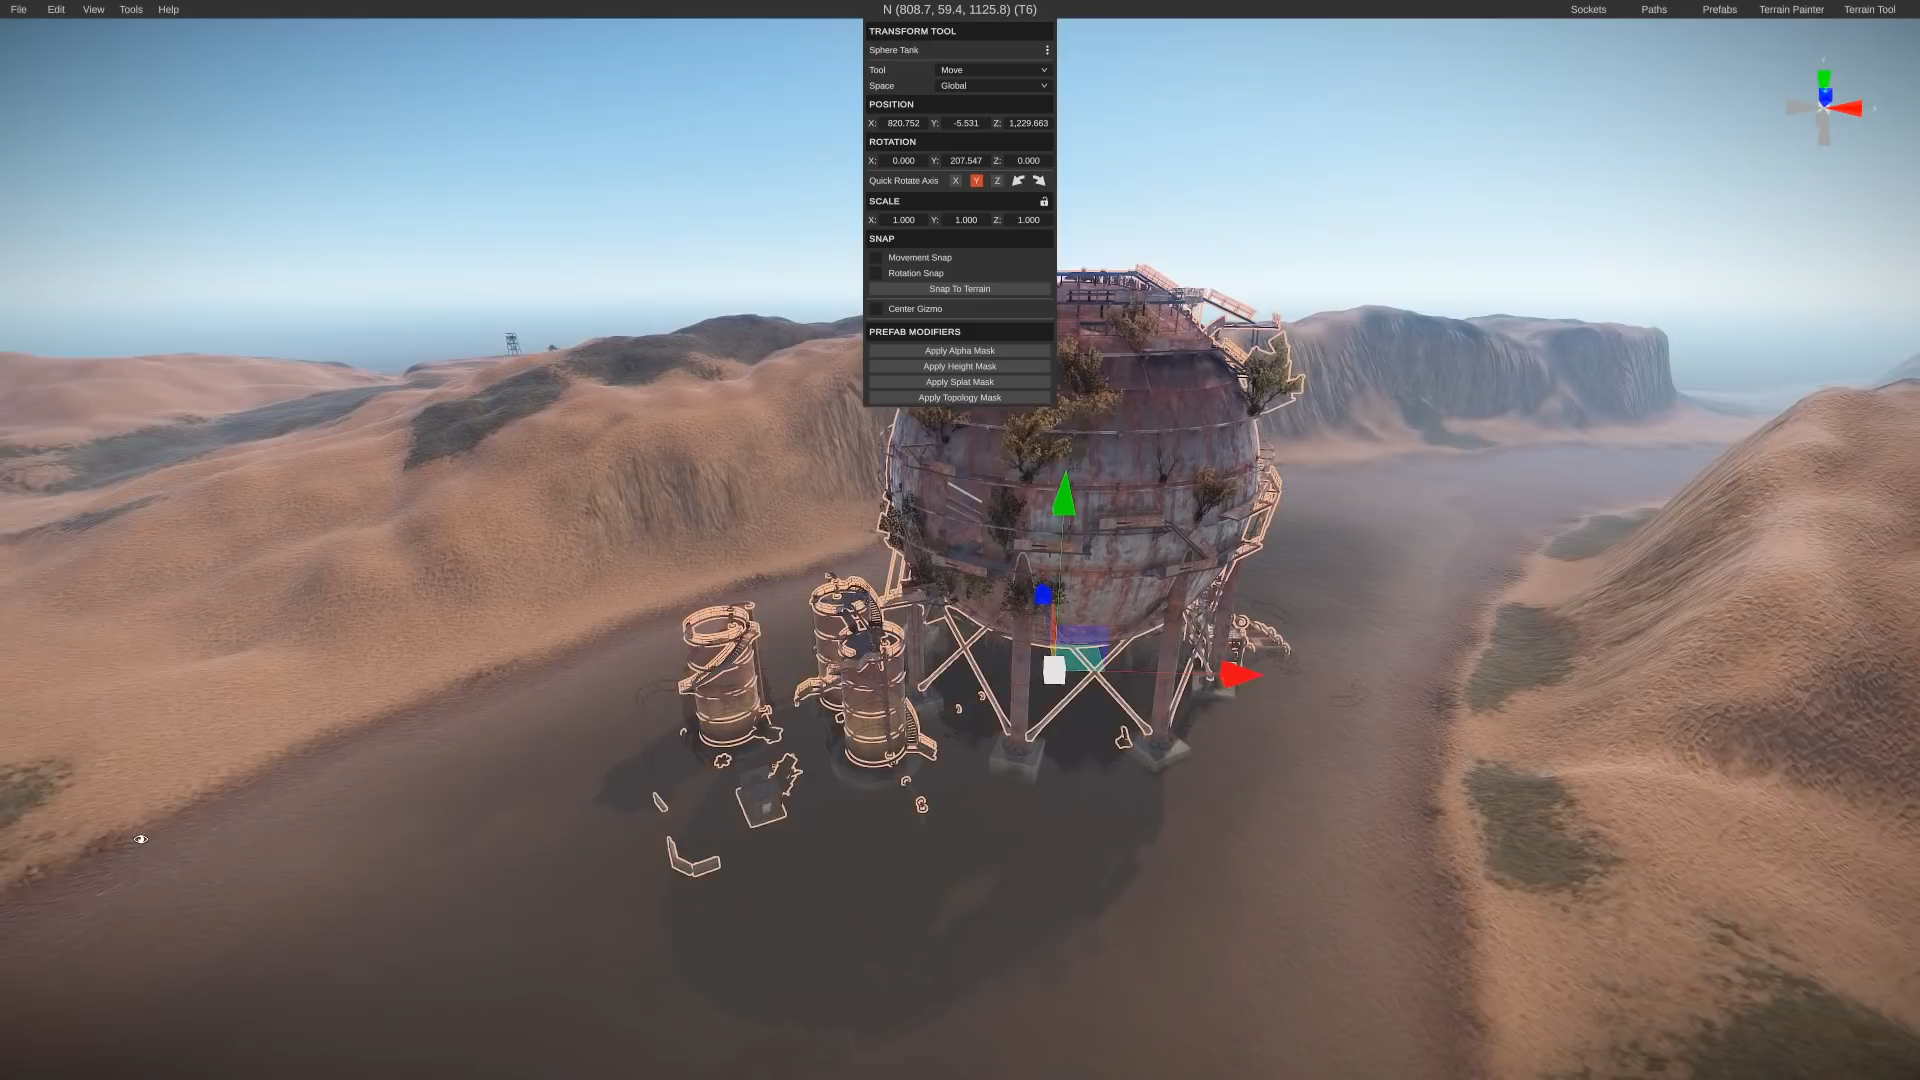 File Edit View Tools Help N (808.7, 59.4, 1125.8) (T6) Sockets Paths Prefabs Terrain Painter Terrain Tool
TRANSFORM TOOL
Sphere Tank
Tool Move
Space Global
POSITION
X: 820.752 Y: -5.531 Z: 1,229.663
ROTATION
X: 0.000 Y: 207.547 Z: 0.000
Quick Rotate Axis X Y Z
SCALE
X: 1.000 Y: 1.000 Z: 1.000
SNAP
Movement Snap
Rotation Snap
Snap To Terrain
Center Gizmo
PREFAB MODIFIERS
Apply Alpha Mask
Apply Height Mask
Apply Splat Mask
Apply Topology Mask